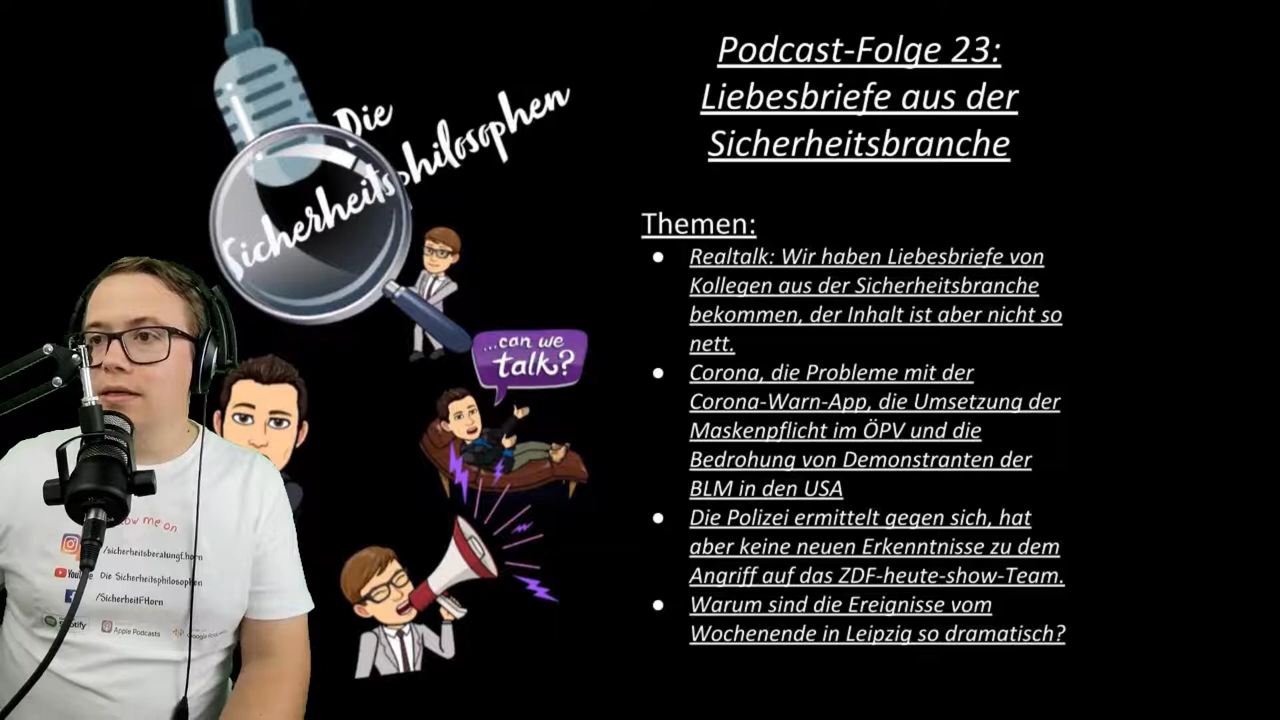 Die
Sicherheitsphilosophen
Podcast-Folge 23:
Liebesbriefe aus der
Sicherheitsbranche
Themen:
● Realtalk: Wir haben Liebesbriefe von
Kollegen aus der Sicherheitsbranche
bekommen, der Inhalt ist aber nicht so
nett.
● Corona, die Probleme mit der
Corona-Warn-App, die Umsetzung der
Maskenpflicht im ÖPV und die
Bedrohung von Demonstranten der
BLM in den USA
● Die Polizei ermittelt gegen sich, hat
aber keine neuen Erkenntnisse zu dem
Angriff auf das ZDF-heute-show-Team.
● Warum sind die Ereignisse vom
Wochenende in Leipzig so dramatisch?
...can we
talk?
me on
/sicherheitsberatungf.horn
Die Sicherheitsphilosophen
/SicherheitFHorn
Apple Podcasts